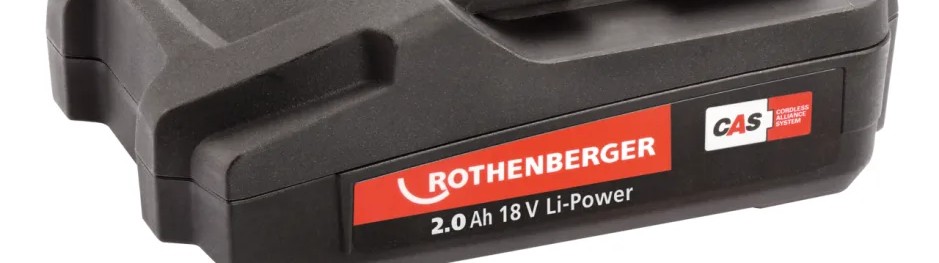 ROTHENBERGER
2.0 Ah 18 V Li-Power
CAS
CORDLESS
ALLIANCE
SYSTEM